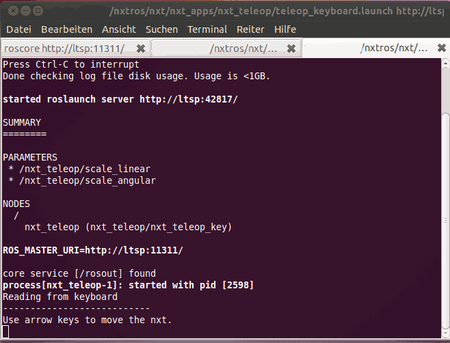 /nxtros/nxt/nxt_apps/nxt_teleop/teleop_keyboard.launch http://lts
Datei Bearbeiten Ansicht Suchen Terminal Reiter Hilfe
roscore http://ltsp:11311/ /nxtros/nxt/... /nxtros/nxt/...
Press Ctrl-C to interrupt
Done checking log file disk usage. Usage is <1GB.
started roslaunch server http://ltsp:42817/
SUMMARY
========
PARAMETERS
* /nxt_teleop/scale_linear
* /nxt_teleop/scale_angular
NODES
/
nxt_teleop (nxt_teleop/nxt_teleop_key)
ROS_MASTER_URI=http://ltsp:11311/
core service [/rosout] found
process[nxt_teleop-1]: started with pid [2598]
Reading from keyboard
---------------------------
Use arrow keys to move the nxt.